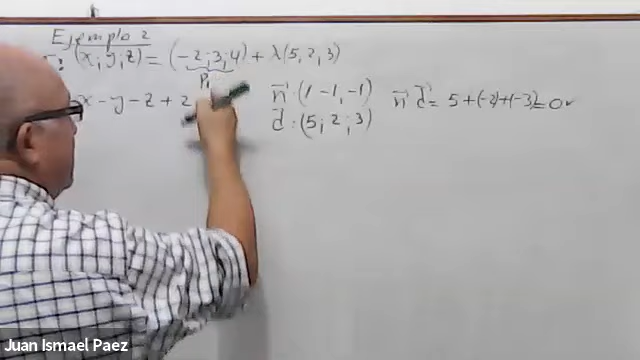 Ejemplo 2
r: (x; y; z) = (-2; 3; 4) + λ(5, 2, 3)
P₁
x - y - z + 2
n⃗ : (1 -1, -1)
n⃗ d⃗ = 5 + (-2) + (-3) = 0 ✓
d⃗ : (5; 2; 3)
Juan Ismael Paez